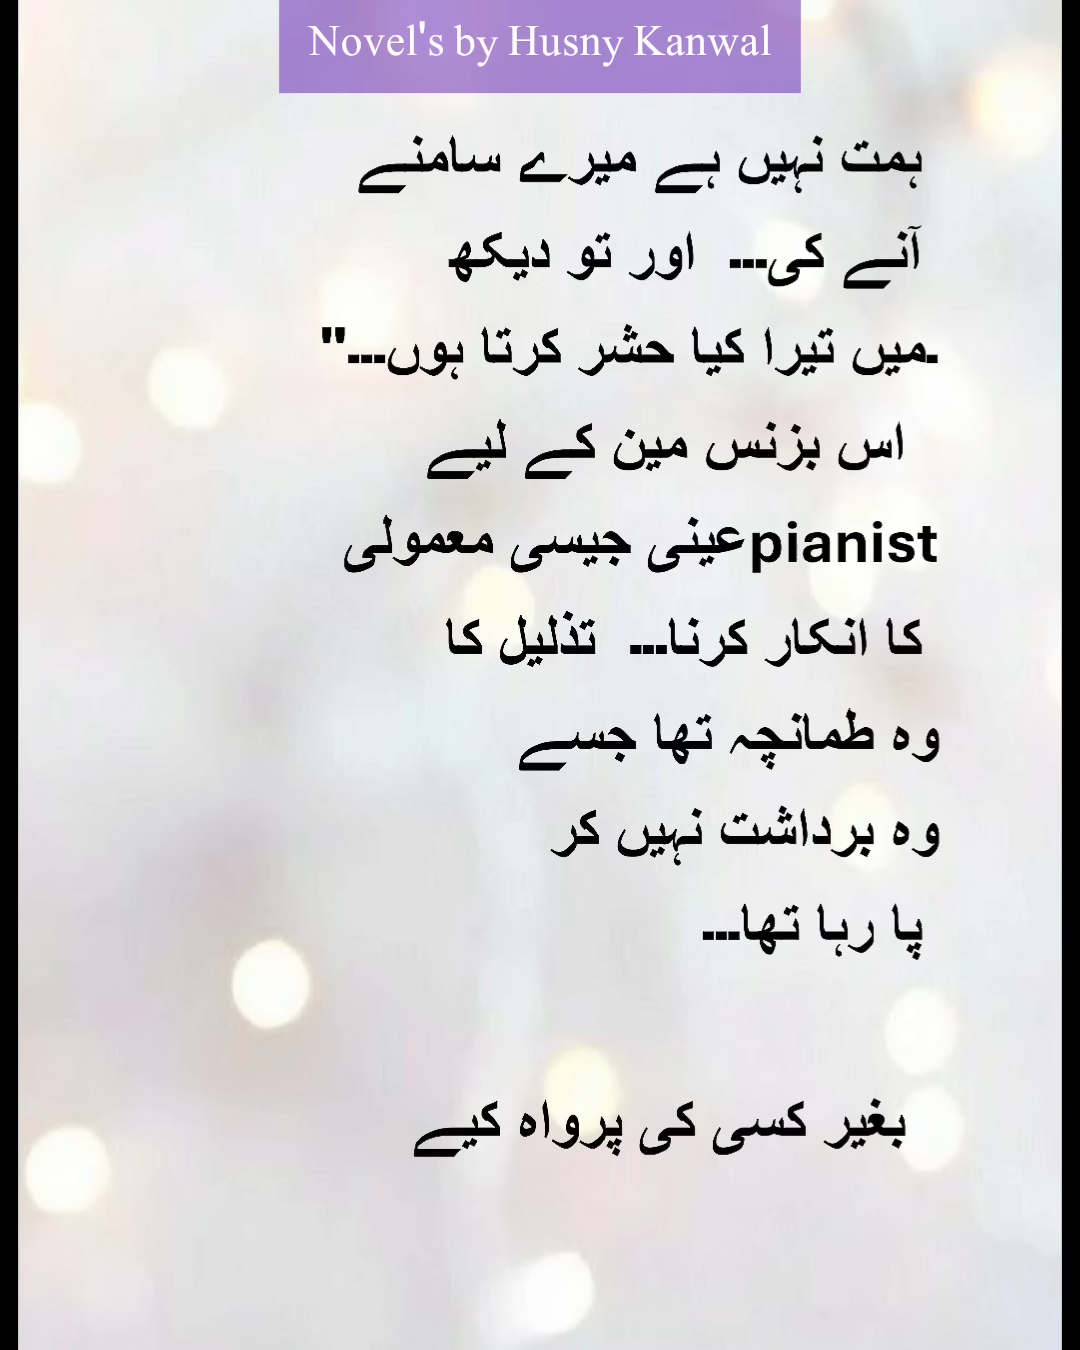 Novel's by Husny Kanwal
ہمت نہیں ہے میرے سامنے
آنے کی--- اور تو دیکھ
۔میں تیرا کیا حشر کرتا ہوں---"
اس بزنس مین کے لیے
pianistعینی جیسی معمولی
کا انکار کرنا--- تذلیل کا
وہ طمانچہ تھا جسے
وہ برداشت نہیں کر
پا رہا تھا---
بغیر کسی کی پرواہ کیے